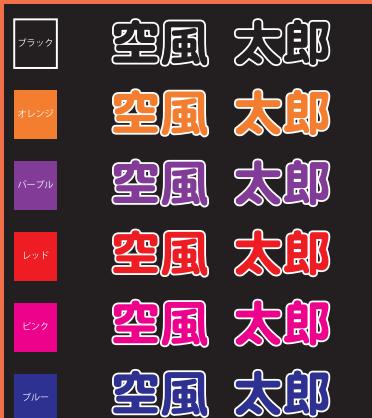 ブラック 空風 太郎
オレンジ 空風 太郎
パープル 空風 太郎
レッド 空風 太郎
ピンク 空風 太郎
ブルー 空風 太郎